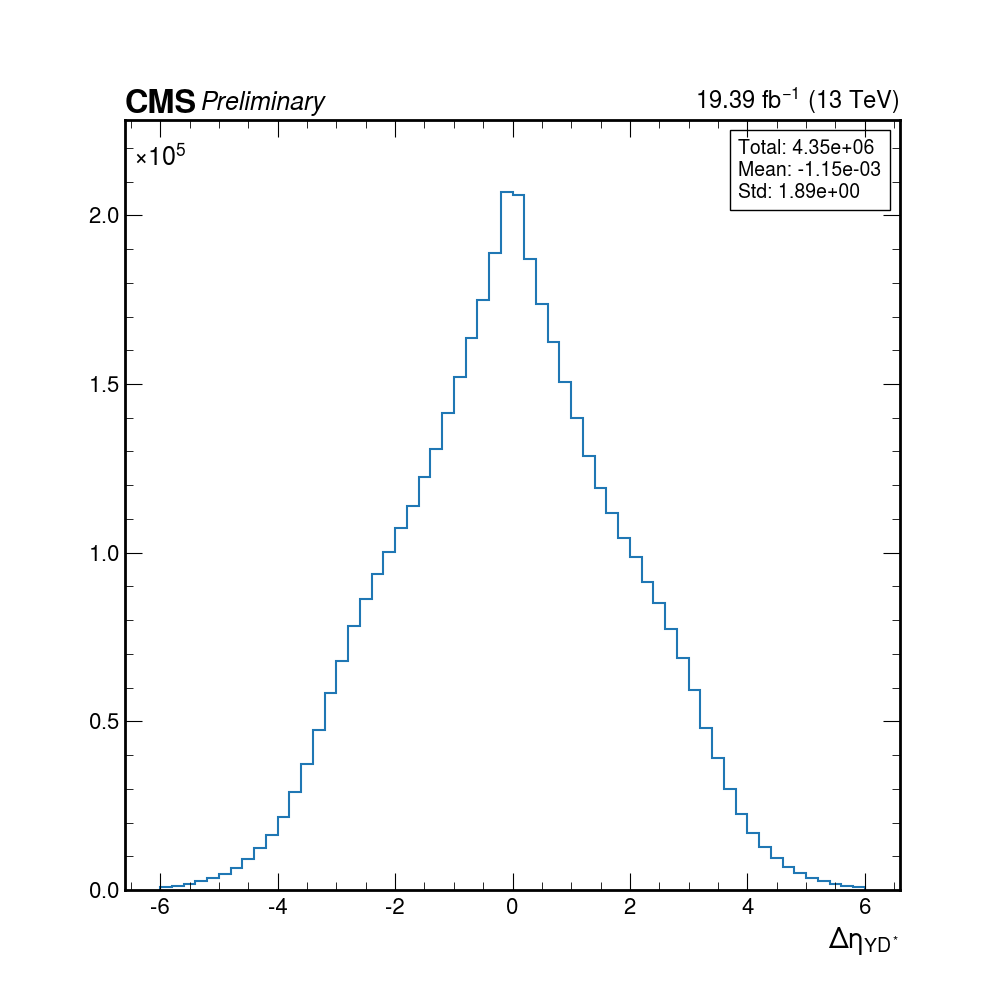 CMS Preliminary 19.39 fb⁻¹ (13 TeV)
×10⁵
Total: 4.35e+06
Mean: -1.15e-03
Std: 1.89e+00
2.0
1.5
1.0
0.5
0.0
-6 -4 -2 0 2 4 6
Δη_YD*